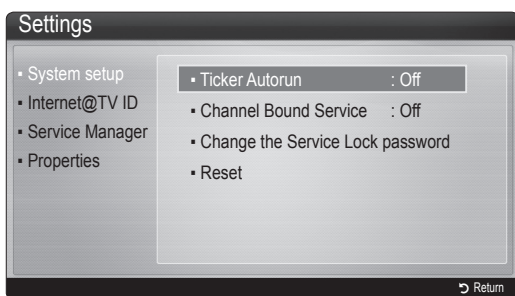 Settings
▪ System setup
▪ Internet@TV ID
▪ Service Manager
▪ Properties
▪ Ticker Autorun : Off
▪ Channel Bound Service : Off
▪ Change the Service Lock password
▪ Reset
Return